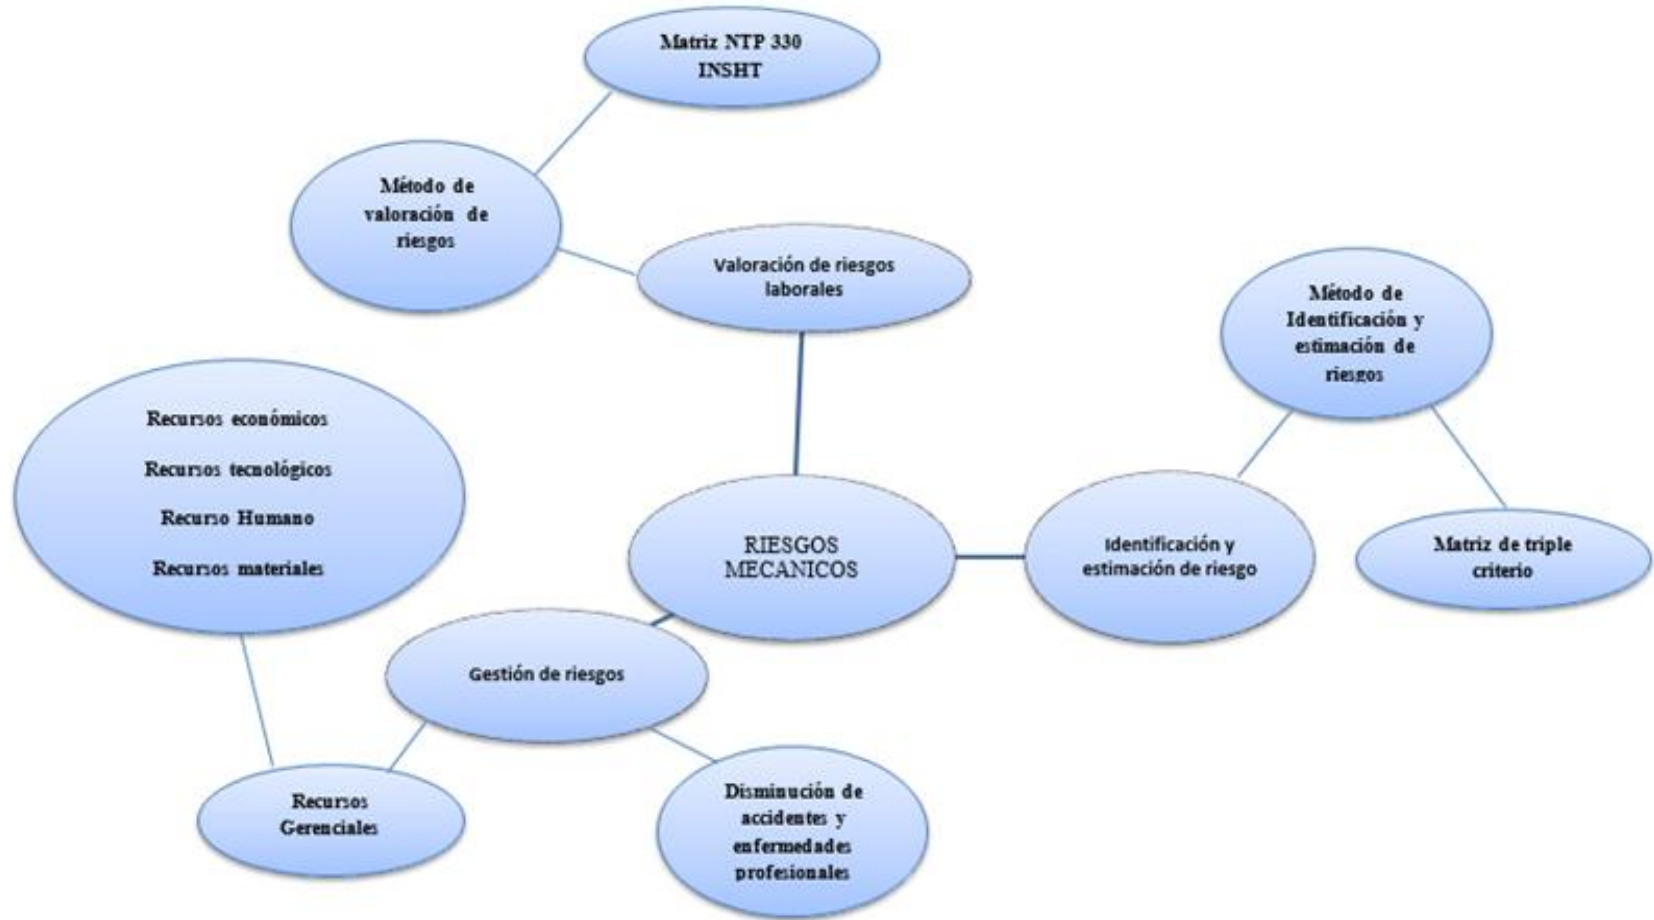 Matriz NTP 330
INSHT
Método de
valoración de
riesgos
Valoración de riesgos
laborales
Método de
Identificación y
estimación de
riesgos
Recursos económicos
Recursos tecnológicos
Recurso Humano
Recursos materiales
RIESGOS
MECANICOS
Identificación y
estimación de riesgo
Matriz de triple
criterio
Gestión de riesgos
Recursos
Gerenciales
Disminución de
accidentes y
enfermedades
profesionales